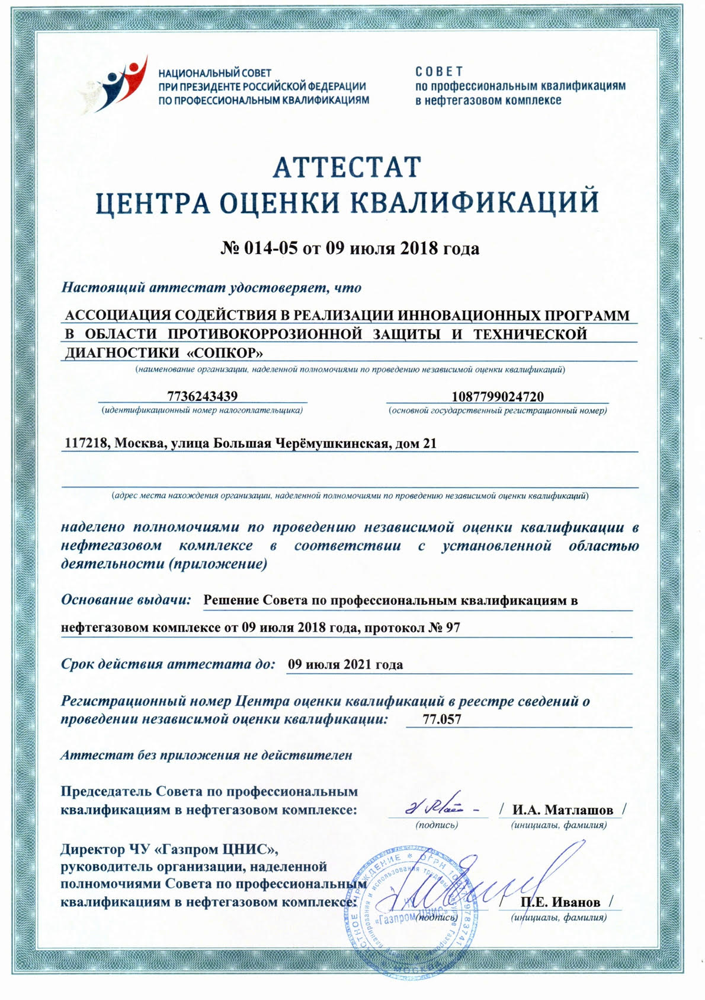 НАЦИОНАЛЬНЫЙ СОВЕТ
ПРИ ПРЕЗИДЕНТЕ РОССИЙСКОЙ ФЕДЕРАЦИИ
ПО ПРОФЕССИОНАЛЬНЫМ КВАЛИФИКАЦИЯМ
СОВЕТ
по профессиональным квалификациям
в нефтегазовом комплексе
АТТЕСТАТ
ЦЕНТРА ОЦЕНКИ КВАЛИФИКАЦИЙ
№ 014-05 от 09 июля 2018 года
Настоящий аттестат удостоверяет, что
АССОЦИАЦИЯ СОДЕЙСТВИЯ В РЕАЛИЗАЦИИ ИННОВАЦИОННЫХ ПРОГРАММ
В ОБЛАСТИ ПРОТИВОКОРРОЗИОННОЙ ЗАЩИТЫ И ТЕХНИЧЕСКОЙ
ДИАГНОСТИКИ «СОПКОР»
(наименование организации, наделенной полномочиями по проведению независимой оценки квалификаций)
7736243439 1087799024720
(идентификационный номер налогоплательщика) (основной государственный регистрационный номер)
117218, Москва, улица Большая Черёмушкинская, дом 21
(адрес места нахождения организации, наделенной полномочиями по проведению независимой оценки квалификаций)
наделено полномочиями по проведению независимой оценки квалификации в
нефтегазовом комплексе в соответствии с установленной областью
деятельности (приложение)
Основание выдачи: Решение Совета по профессиональным квалификациям в
нефтегазовом комплексе от 09 июля 2018 года, протокол № 97
Срок действия аттестата до: 09 июля 2021 года
Регистрационный номер Центра оценки квалификаций в реестре сведений о
проведении независимой оценки квалификации: 77.057
Аттестат без приложения не действителен
Председатель Совета по профессиональным
квалификациям в нефтегазовом комплексе: / И.А. Матлашов /
(подпись) (инициалы, фамилия)
Директор ЧУ «Газпром ЦНИС»,
руководитель организации, наделенной
полномочиями Совета по профессиональным
квалификациям в нефтегазовом комплексе: / П.Е. Иванов /
(подпись) (инициалы, фамилия)
ЧУ
«Газпром ЦНИС»
МОСКВА